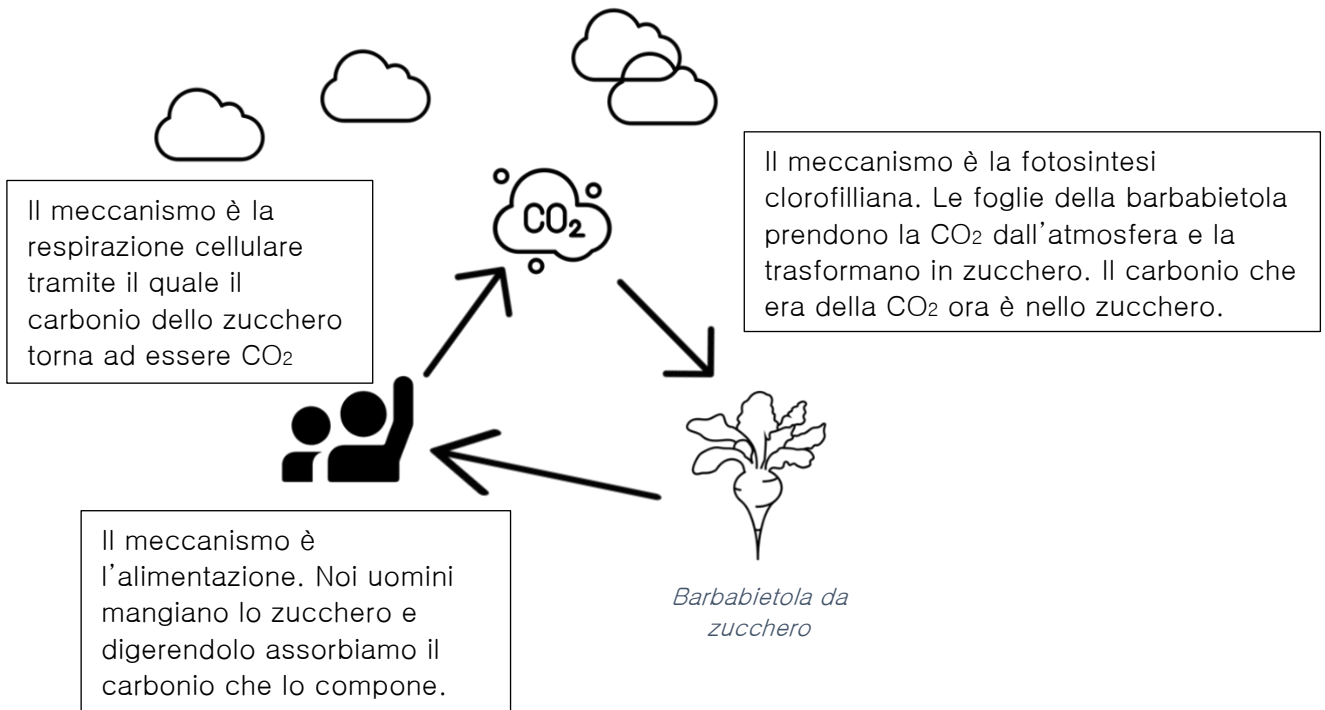 Il meccanismo è la
respirazione cellulare
tramite il quale il
carbonio dello zucchero
torna ad essere CO2
CO2
Il meccanismo è la fotosintesi
clorofilliana. Le foglie della barbabietola
prendono la CO2 dall’atmosfera e la
trasformano in zucchero. Il carbonio che
era della CO2 ora è nello zucchero.
Il meccanismo è
l’alimentazione. Noi uomini
mangiano lo zucchero e
digerendolo assorbiamo il
carbonio che lo compone.
Barbabietola da
zucchero